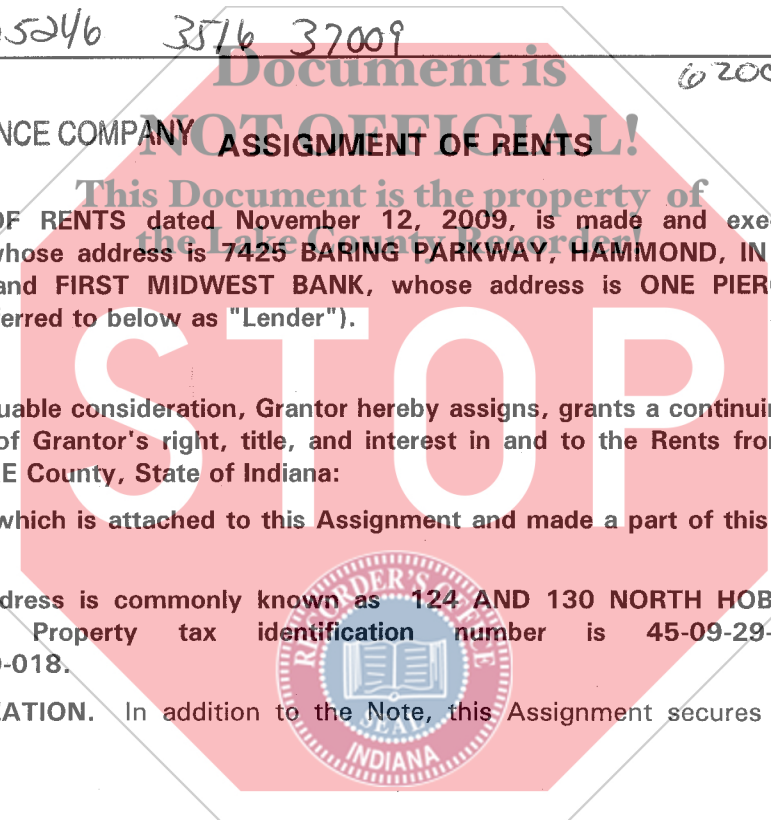 5246 3516 37009
6200
Document is
NCE COMPANY ASSIGNMENT OF RENTS
NOT OFFICIAL!
This Document is the property of
OF RENTS dated November 12, 2009, is made and exe
the Lake County Recorder!
whose address is 7425 BARING PARKWAY, HAMMOND, IN
and FIRST MIDWEST BANK, whose address is ONE PIER
ferred to below as "Lender").
STOP
uable consideration, Grantor hereby assigns, grants a continui
of Grantor's right, title, and interest in and to the Rents fro
E County, State of Indiana:
which is attached to this Assignment and made a part of this
dress is commonly known as 124 AND 130 NORTH HOB
Property tax identification number is 45-09-29-
-018.
ZATION. In addition to the Note, this Assignment secures
RECORDER'S OFFICE
SEAL
INDIANA